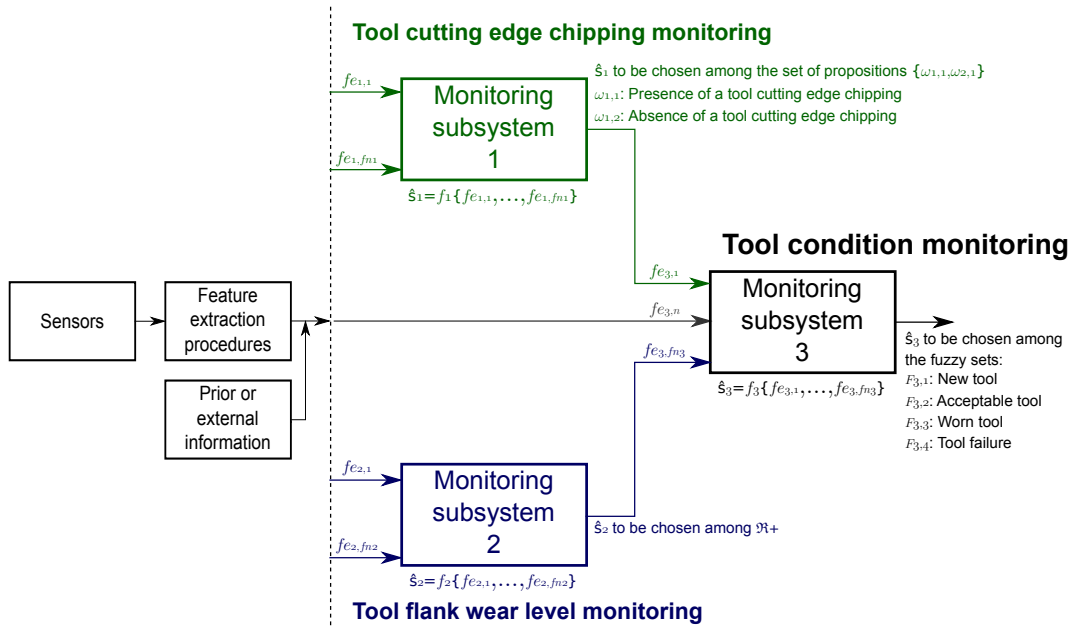 Tool cutting edge chipping monitoring
fe1,1
Monitoring
subsystem
1
fe1,fn1
ŝ1=f1{fe1,1,...,fe1,fn1}
ŝ1 to be chosen among the set of propositions {ω1,1,ω2,1}
ω1,1: Presence of a tool cutting edge chipping
ω1,2: Absence of a tool cutting edge chipping
Tool condition monitoring
Sensors
Feature
extraction
procedures
Prior or
external
information
fe3,1
fe3,n
fe3,fn3
Monitoring
subsystem
3
ŝ3=f3{fe3,1,...,fe3,fn3}
ŝ3 to be chosen among
the fuzzy sets:
F3,1: New tool
F3,2: Acceptable tool
F3,3: Worn tool
F3,4: Tool failure
fe2,1
Monitoring
subsystem
2
fe2,fn2
ŝ2 to be chosen among ℜ+
ŝ2=f2{fe2,1,...,fe2,fn2}
Tool flank wear level monitoring